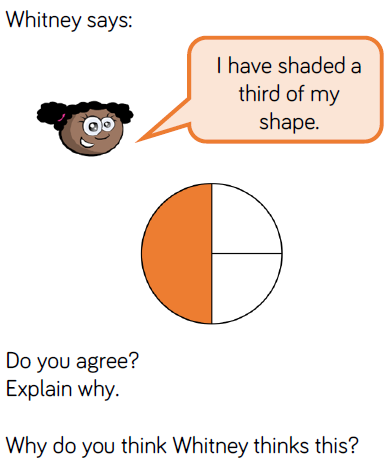 Whitney says:
I have shaded a
third of my
shape.
Do you agree?
Explain why.
Why do you think Whitney thinks this?